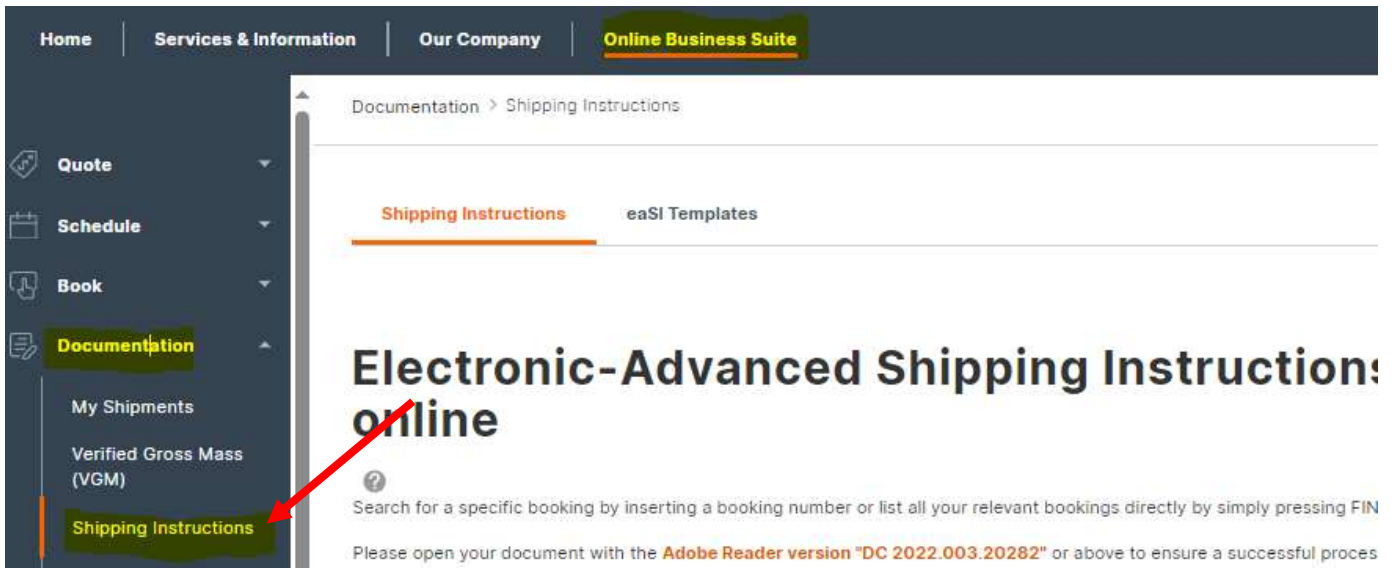 Home
Services & Information
Our Company
Online Business Suite
Documentation > Shipping Instructions
Quote
Schedule
Book
Documentation
My Shipments
Verified Gross Mass
(VGM)
Shipping Instructions
Shipping Instructions
eaSI Templates
Electronic-Advanced Shipping Instructions
online
Search for a specific booking by inserting a booking number or list all your relevant bookings directly by simply pressing FIN
Please open your document with the Adobe Reader version "DC 2022.003.20282" or above to ensure a successful proces